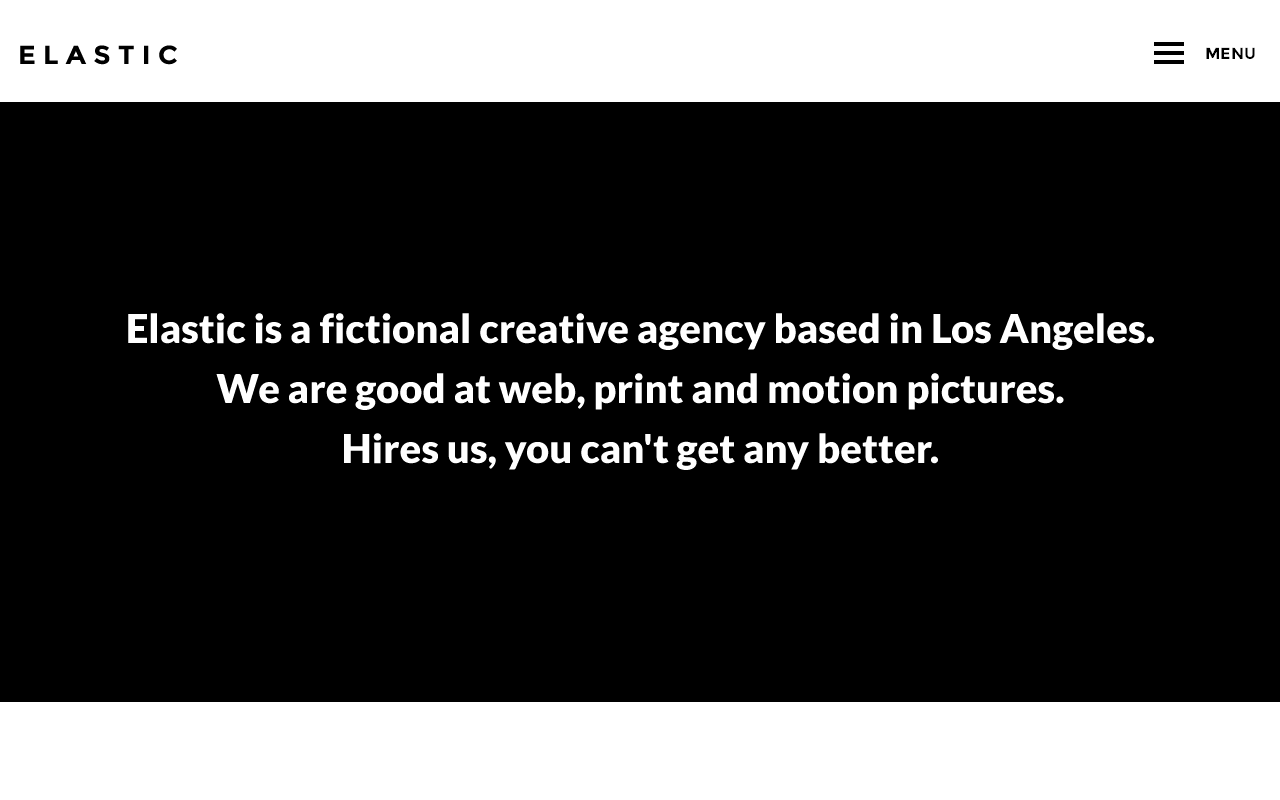 ELASTIC
MENU
Elastic is a fictional creative agency based in Los Angeles.
We are good at web, print and motion pictures.
Hires us, you can't get any better.